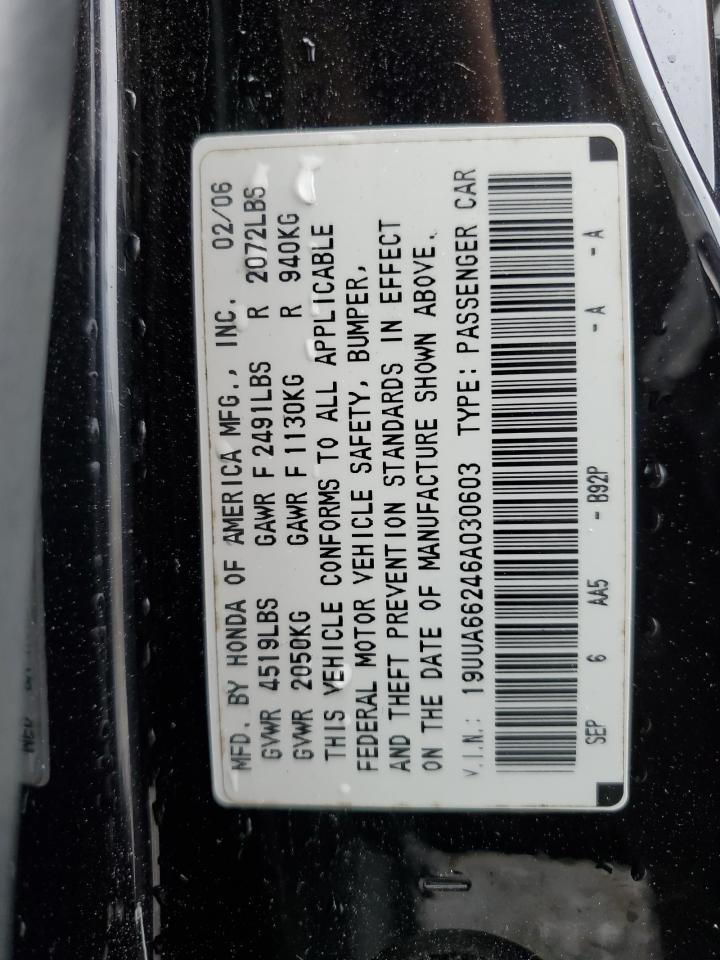 MFD. BY HONDA OF AMERICA MFG., INC. 02/06
GVWR 4519LBS GAWR F 2491LBS R 2072LBS
GVWR 2050KG GAWR F 1130KG R 940KG
THIS VEHICLE CONFORMS TO ALL APPLICABLE
FEDERAL MOTOR VEHICLE SAFETY, BUMPER,
AND THEFT PREVENTION STANDARDS IN EFFECT
ON THE DATE OF MANUFACTURE SHOWN ABOVE.
V.I.N.: 19UUA66246A030603 TYPE: PASSENGER CAR
SEP 6 AA5 - B92P - A - A